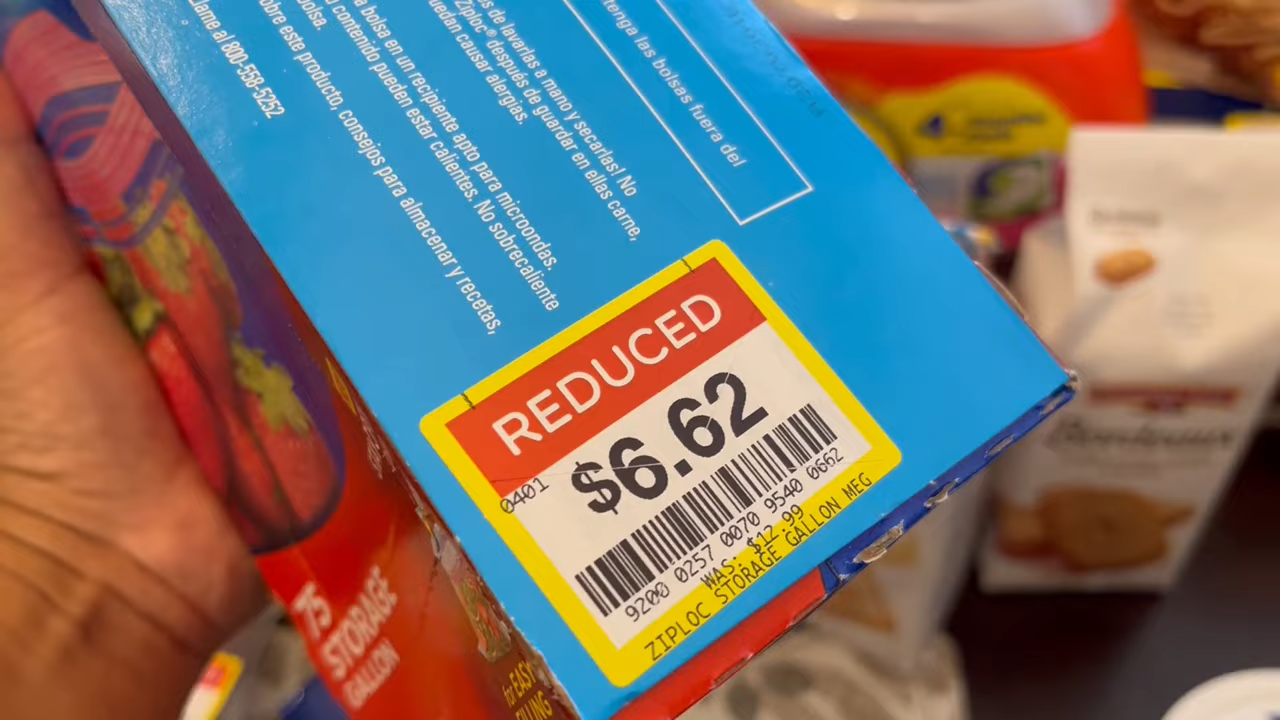 llame al 800-558-5252
obre este producto, consejos para almacenar y recetas,
bolsa.
l contenido pueden estar calientes. No sobrecaliente
a bolsa en un recipiente apto para microondas.
uedan causar alergias.
Ziploc® después de guardar en ellas carne,
s de lavarlas a mano y secarlas! No
tenga las bolsas fuera del
REDUCED
$6.62
0401
9200 0257 0070 9540 0662
WAS: $12.99
ZIPLOC STORAGE GALLON MEG
75
STORAGE
GALLON
for EASY
Bordeaux